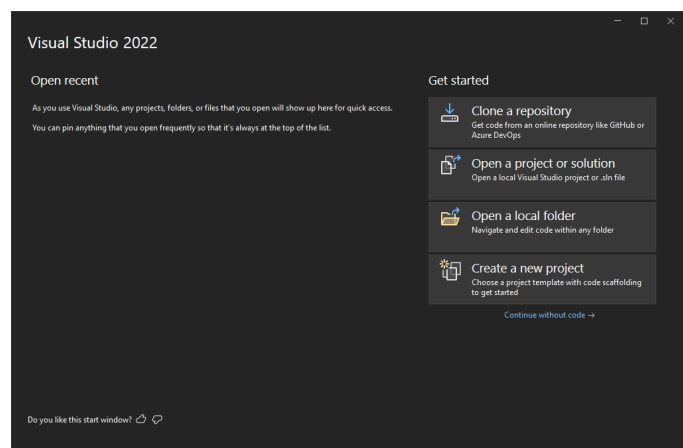 Visual Studio 2022
Open recent
As you use Visual Studio, any projects, folders, or files that you open will show up here for quick access.
You can pin anything that you open frequently so that it's always at the top of the list.
Get started
Clone a repository
Get code from an online repository like GitHub or
Azure DevOps
Open a project or solution
Open a local Visual Studio project or .sln file
Open a local folder
Navigate and edit code within any folder
Create a new project
Choose a project template with code scaffolding
to get started
Continue without code →
Do you like this start window?